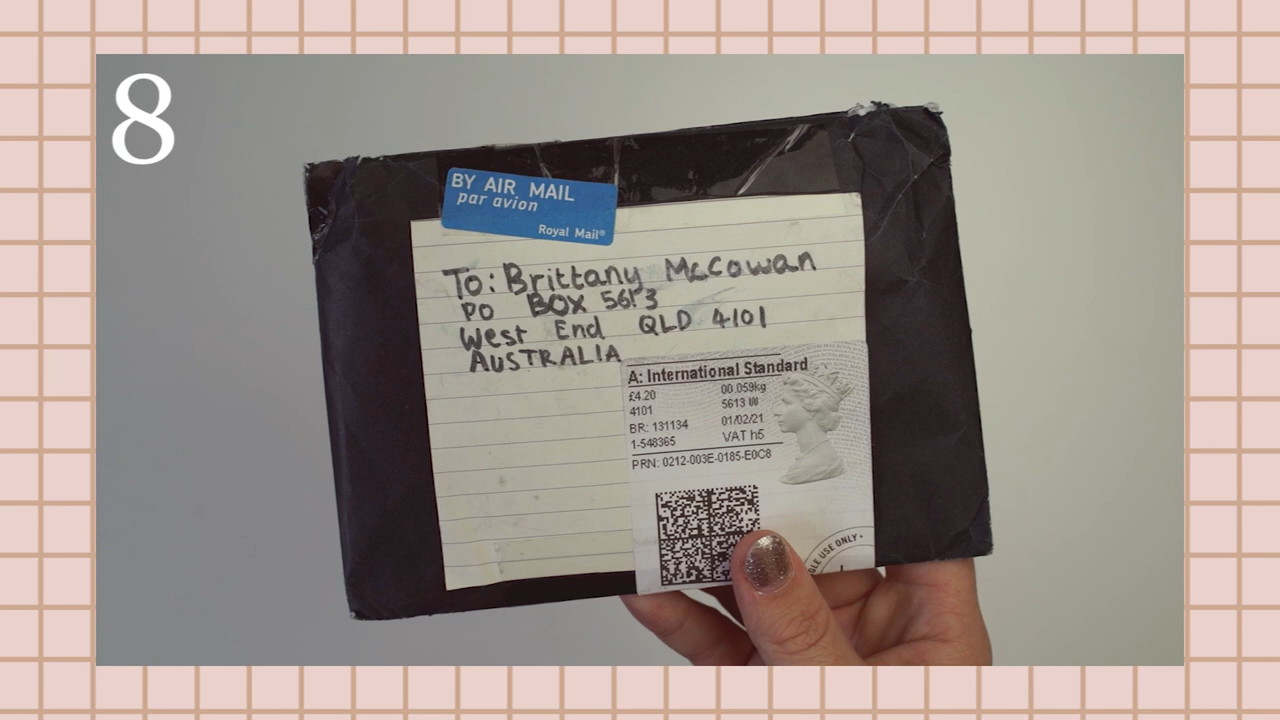 8
BY AIR MAIL
par avion
Royal Mail®
To: Brittany McCowan
PO BOX 5613
West End QLD 4101
AUSTRALIA
A: International Standard
£4.20 00.059kg
4101 5613 W
BR: 131134 01/02/21
1-548365 VAT h5
PRN: 0212-003E-0185-E0C8
USE ONLY •